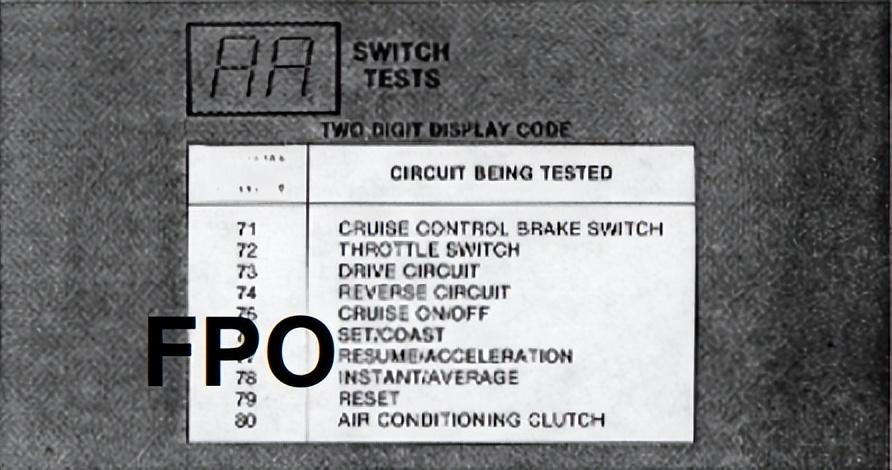 AA
SWITCH
TESTS
TWO DIGIT DISPLAY CODE
CIRCUIT BEING TESTED
71 CRUISE CONTROL BRAKE SWITCH
72 THROTTLE SWITCH
73 DRIVE CIRCUIT
74 REVERSE CIRCUIT
75 CRUISE ON/OFF
SET/COAST
RESUME/ACCELERATION
78 INSTANT/AVERAGE
79 RESET
80 AIR CONDITIONING CLUTCH
FPO